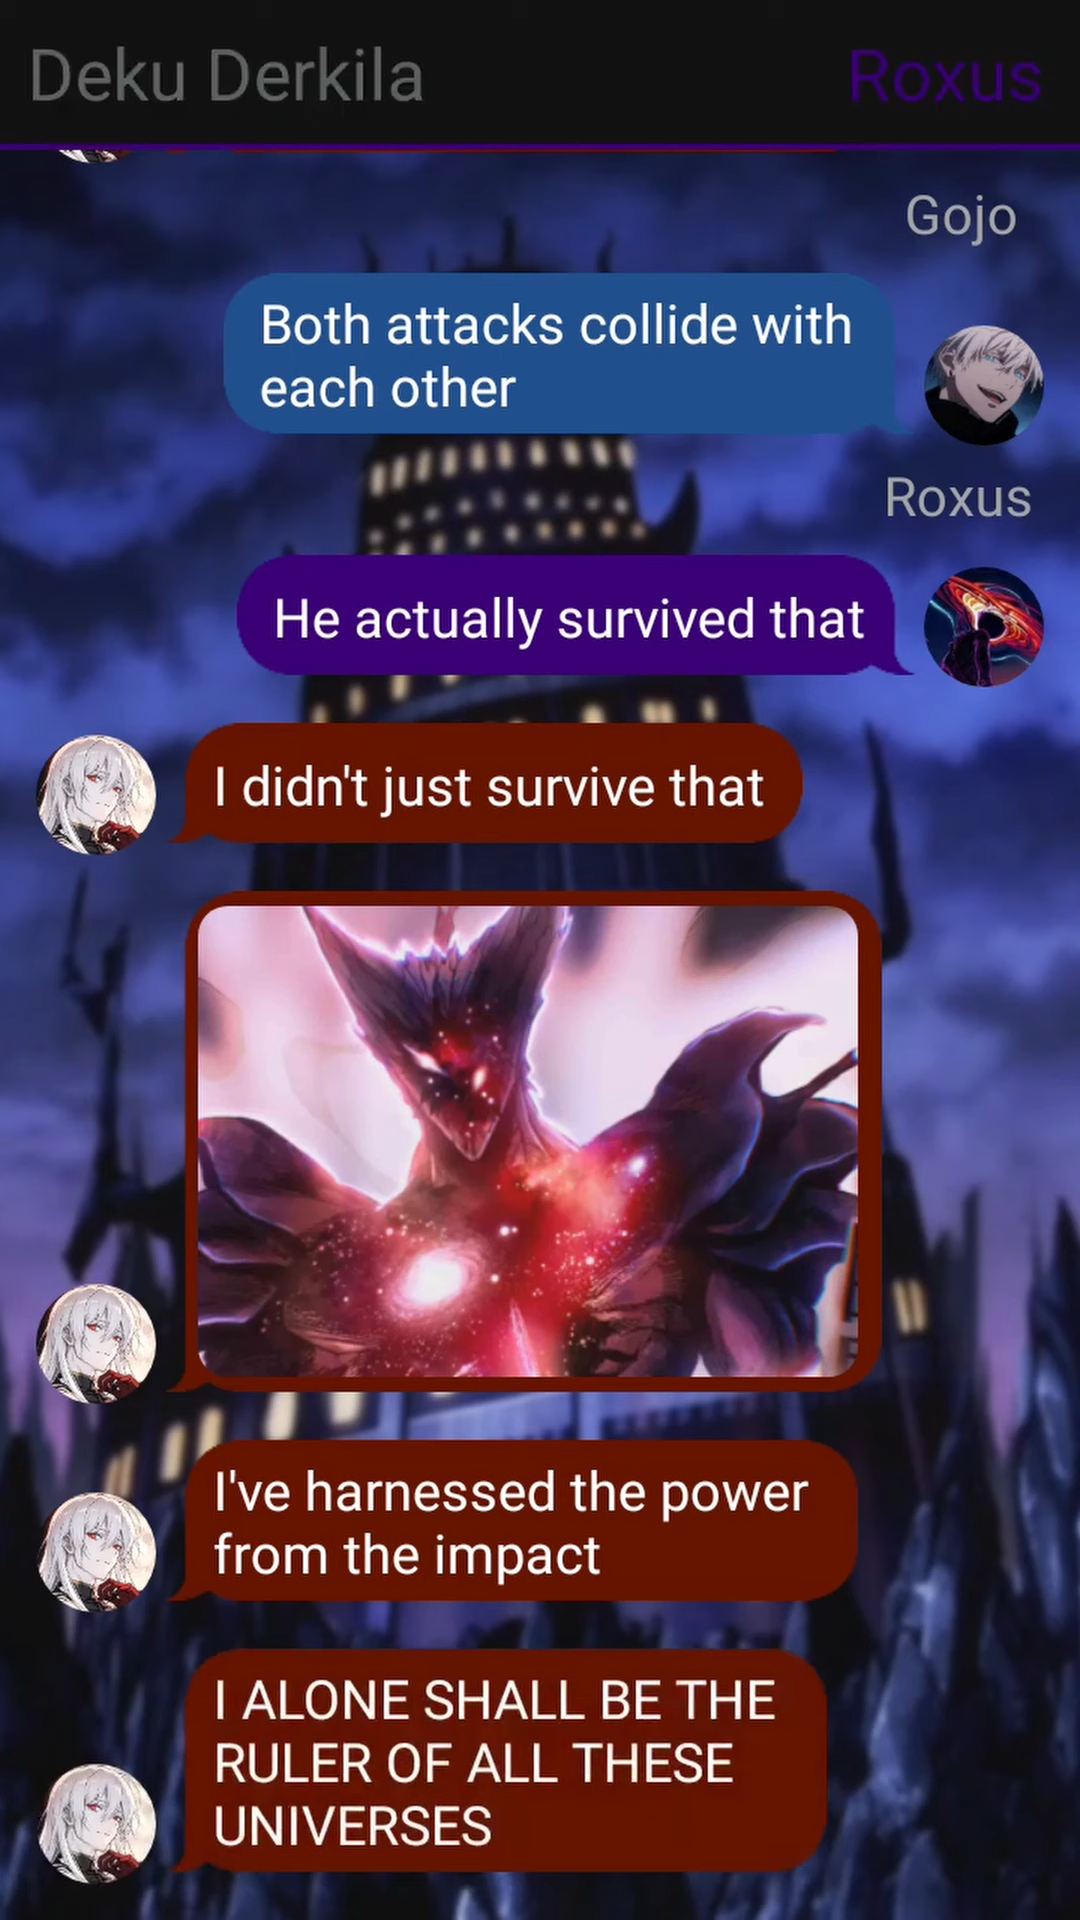 Deku Derkila
Roxus
Gojo
Both attacks collide with
each other
Roxus
He actually survived that
I didn't just survive that
I've harnessed the power
from the impact
I ALONE SHALL BE THE
RULER OF ALL THESE
UNIVERSES